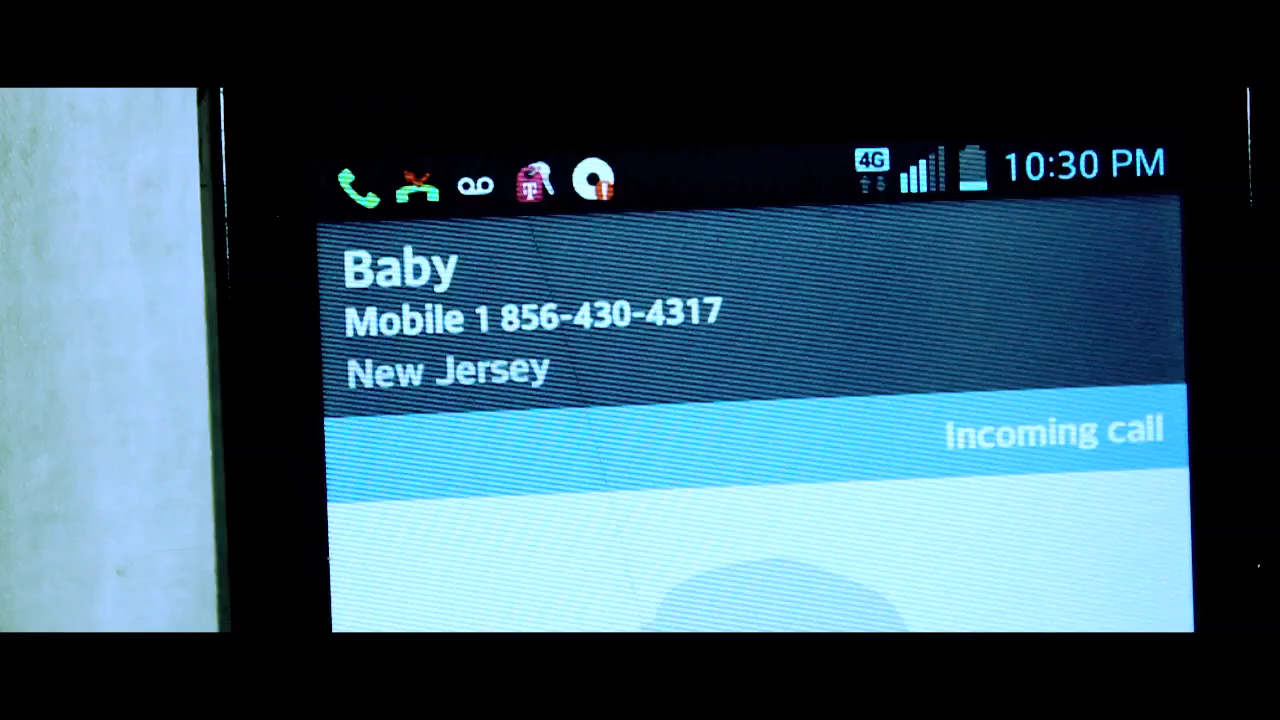 4G 10:30 PM
Baby
Mobile 1 856-430-4317
New Jersey
Incoming call